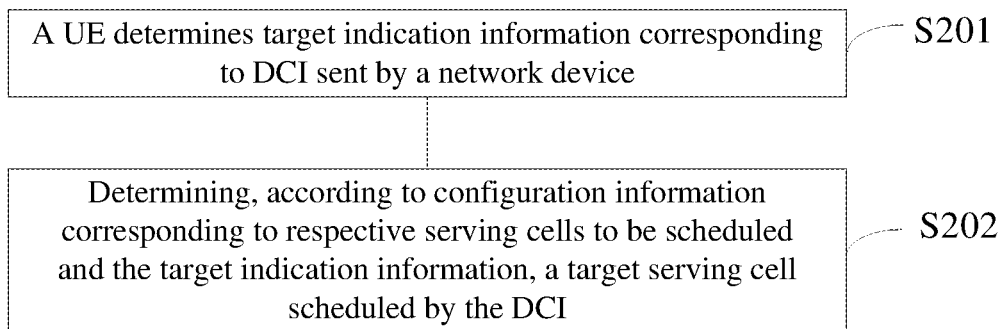 A UE determines target indication information corresponding
to DCI sent by a network device
S201
Determining, according to configuration information
corresponding to respective serving cells to be scheduled
and the target indication information, a target serving cell
scheduled by the DCI
S202